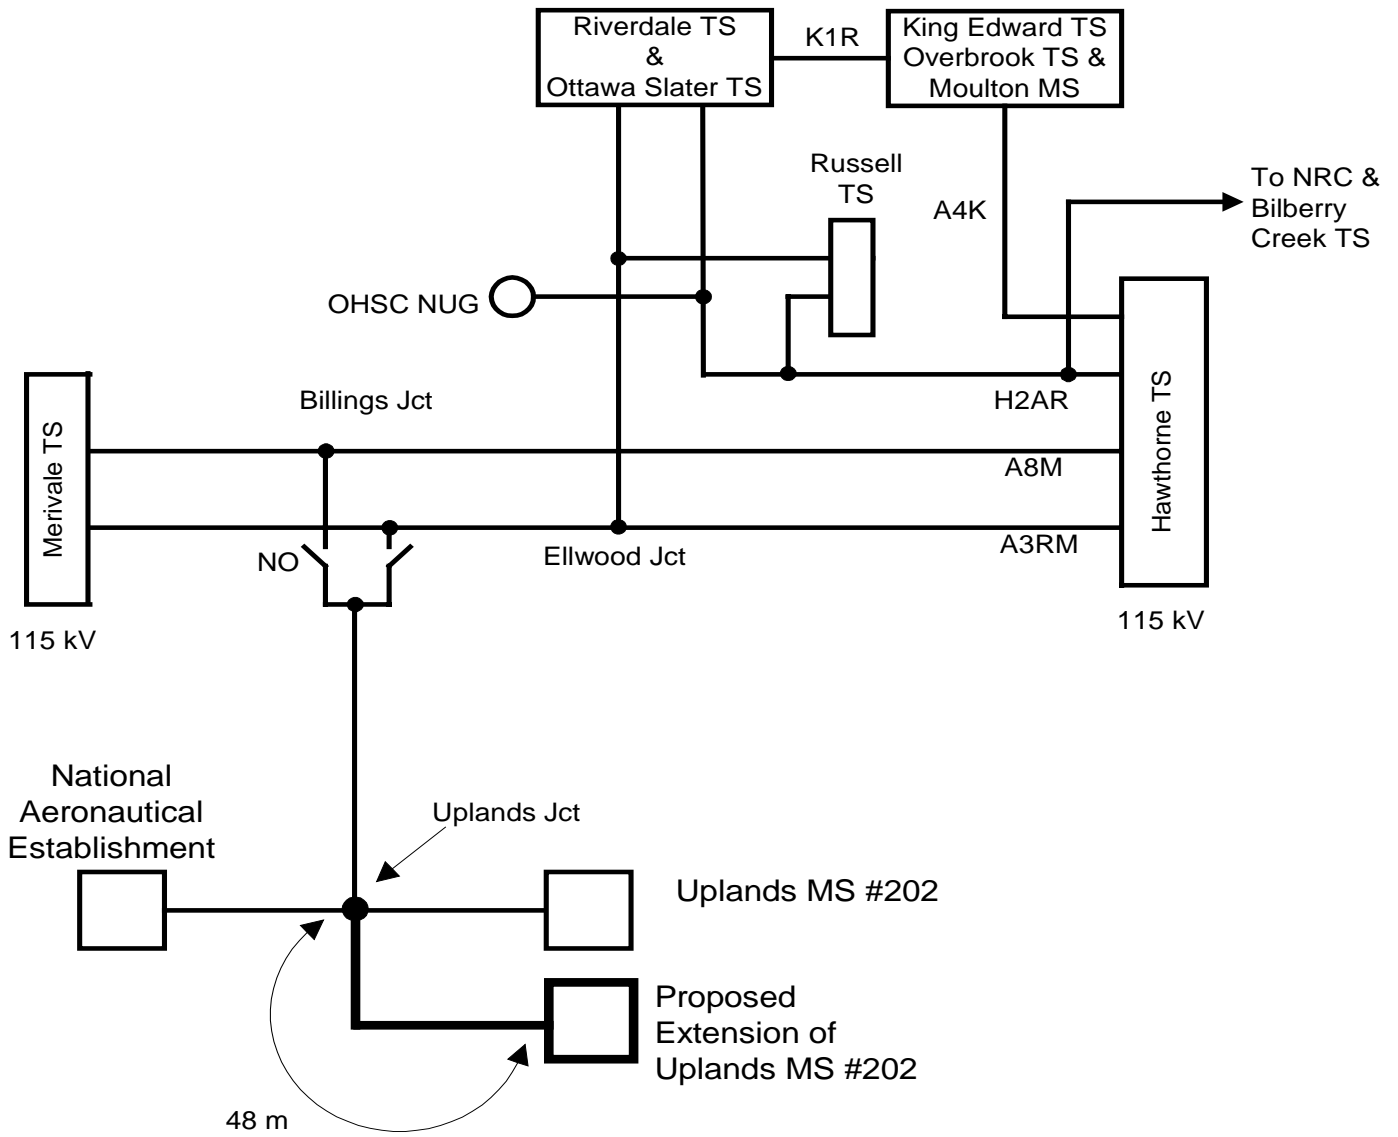 Riverdale TS
&
Ottawa Slater TS
K1R
King Edward TS
Overbrook TS &
Moulton MS
Russell
TS
A4K
To NRC &
Bilberry
Creek TS
OHSC NUG
Billings Jct
H2AR
Merivale TS
Hawthorne TS
A8M
NO
Ellwood Jct
A3RM
115 kV
115 kV
National
Aeronautical
Establishment
Uplands Jct
Uplands MS #202
Proposed
Extension of
Uplands MS #202
48 m